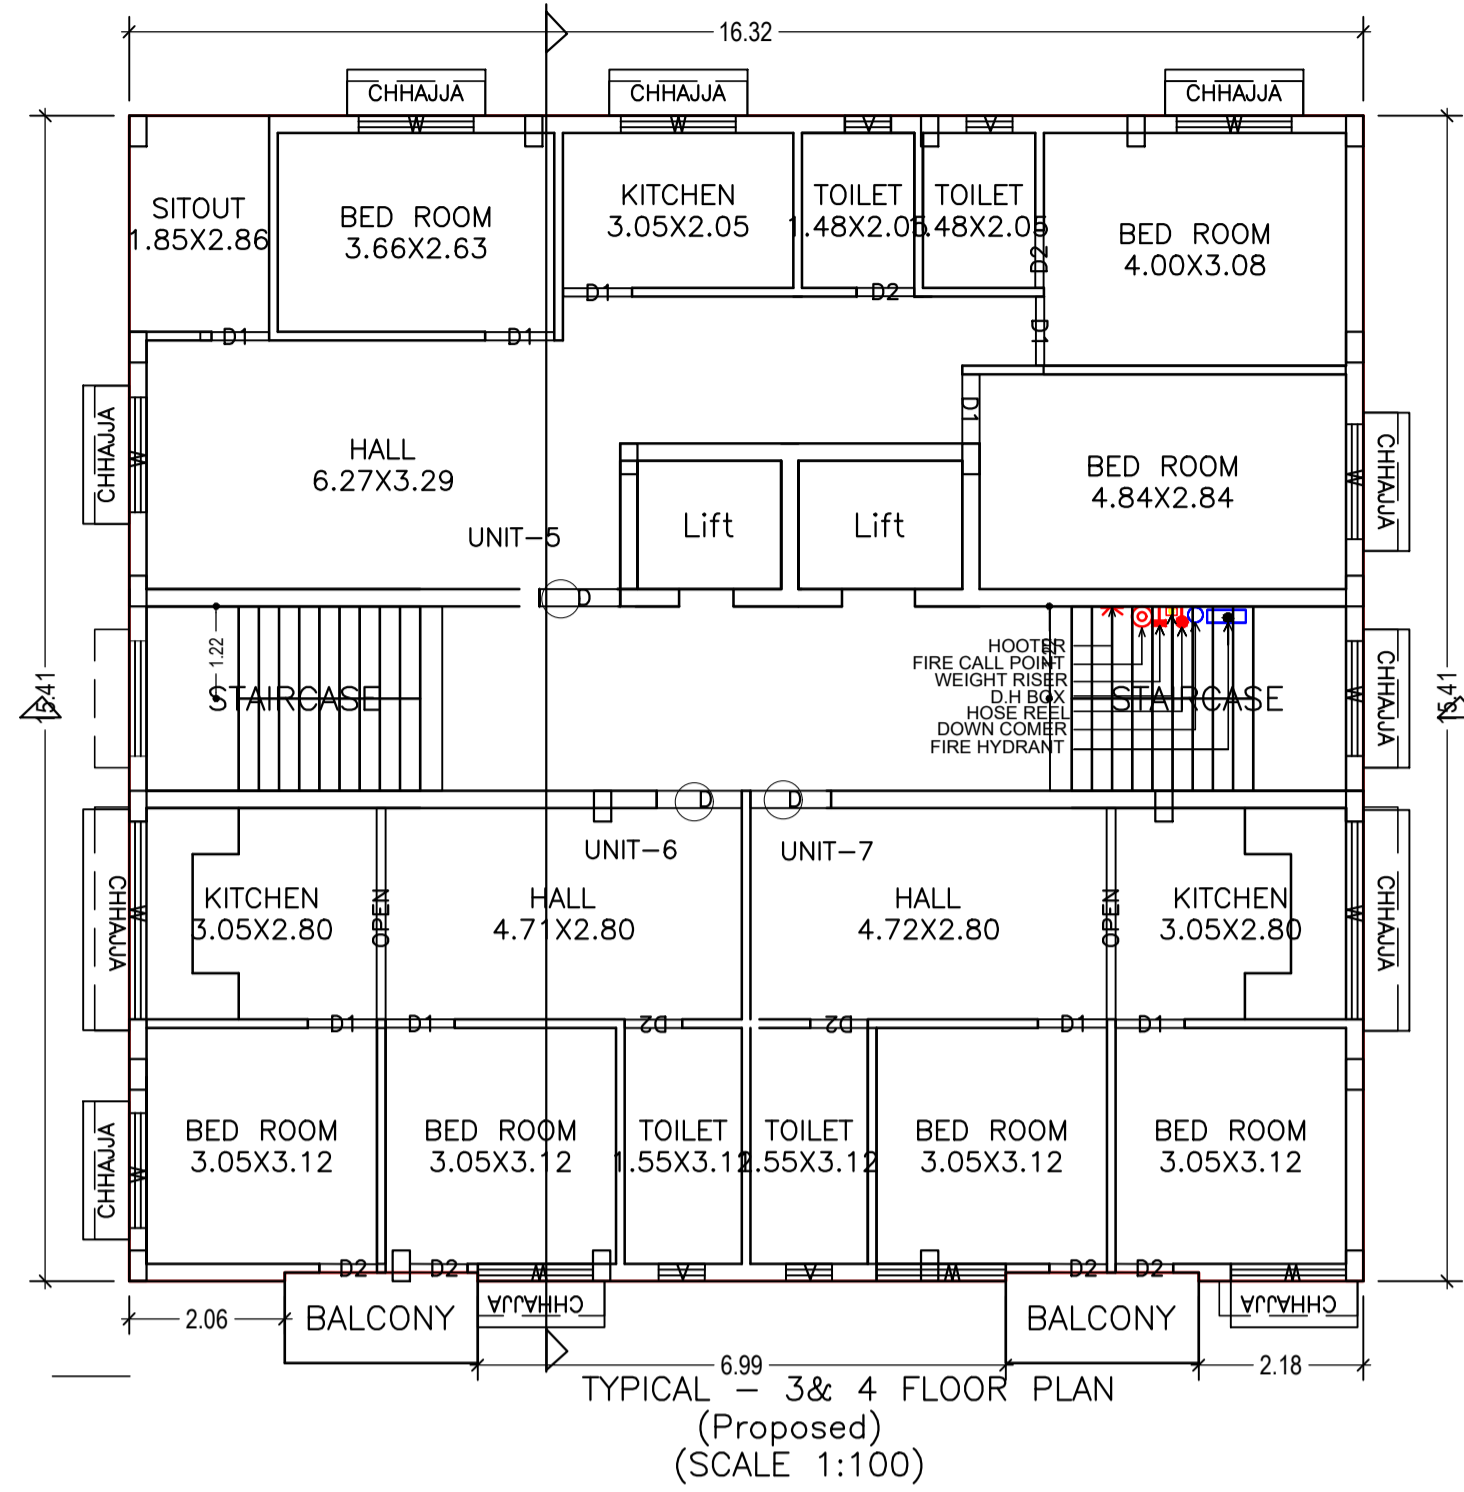 16.32
CHHAJJA
CHHAJJA
CHHAJJA
W
W
V
V
W
SITOUT
1.85X2.86
BED ROOM
3.66X2.63
KITCHEN
3.05X2.05
TOILET
1.48X2.05
TOILET
1.48X2.05
BED ROOM
4.00X3.08
D2
D1
D2
D1
D1
D1
D1
CHHAJJA
W
HALL
6.27X3.29
UNIT-5
Lift
Lift
BED ROOM
4.84X2.84
W
CHHAJJA
D
15.41
1.22
STAIRCASE
HOOTER
FIRE CALL POINT
WEIGHT RISER
D.H BOX
HOSE REEL
DOWN COMER
FIRE HYDRANT
1.22
STAIRCASE
W
CHHAJJA
15.41
D
D
UNIT-6
UNIT-7
CHHAJJA
W
KITCHEN
3.05X2.80
OPEN
HALL
4.71X2.80
HALL
4.72X2.80
OPEN
KITCHEN
3.05X2.80
W
CHHAJJA
D1
D1
D2
D2
D1
D1
CHHAJJA
W
BED ROOM
3.05X3.12
BED ROOM
3.05X3.12
TOILET
1.55X3.12
TOILET
1.55X3.12
BED ROOM
3.05X3.12
BED ROOM
3.05X3.12
D2
D2
W
V
V
W
D2
D2
W
2.06
BALCONY
CHHAJJA
BALCONY
CHHAJJA
6.99
2.18
TYPICAL - 3& 4 FLOOR PLAN
(Proposed)
(SCALE 1:100)